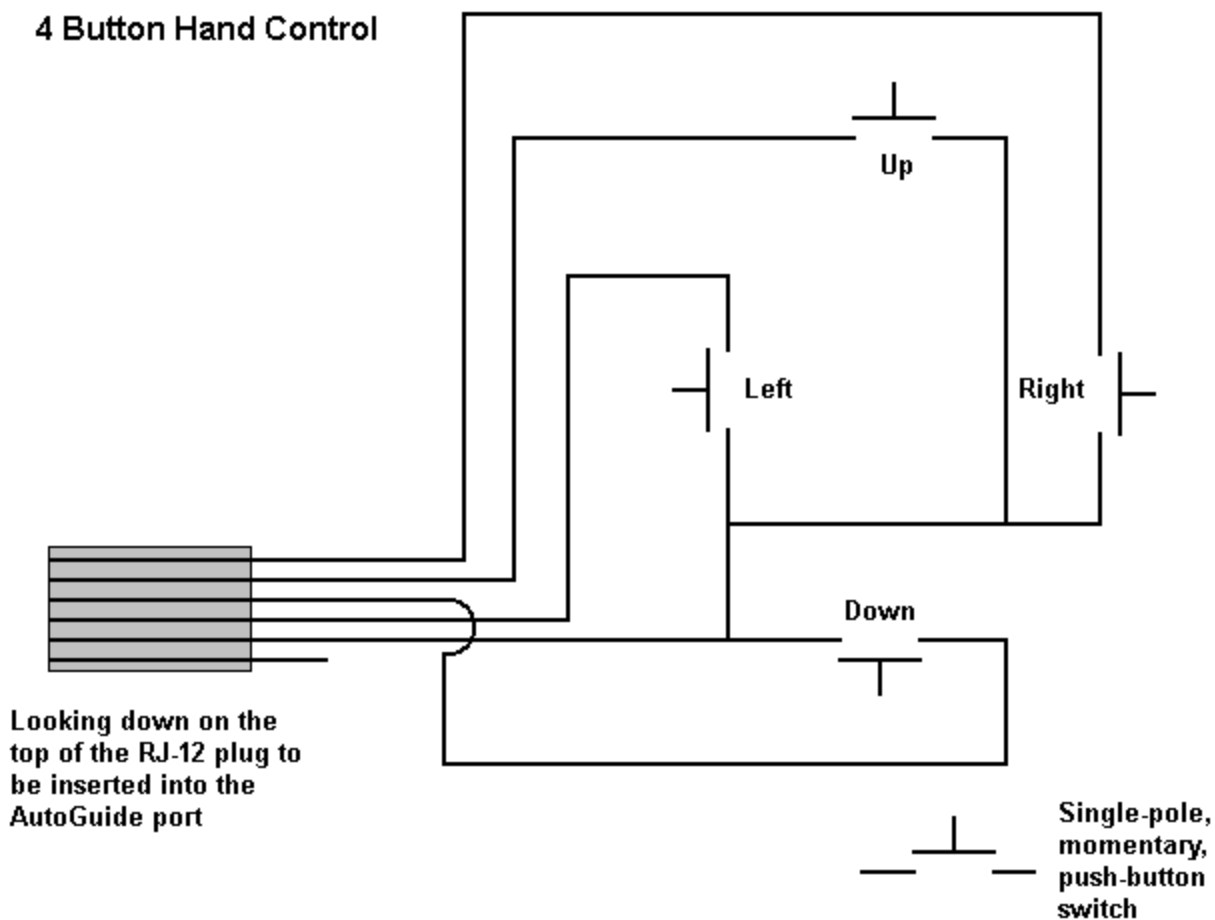 4 Button Hand Control
Up
Left
Right
Down
Looking down on the
top of the RJ-12 plug to
be inserted into the
AutoGuide port
Single-pole,
momentary,
push-button
switch